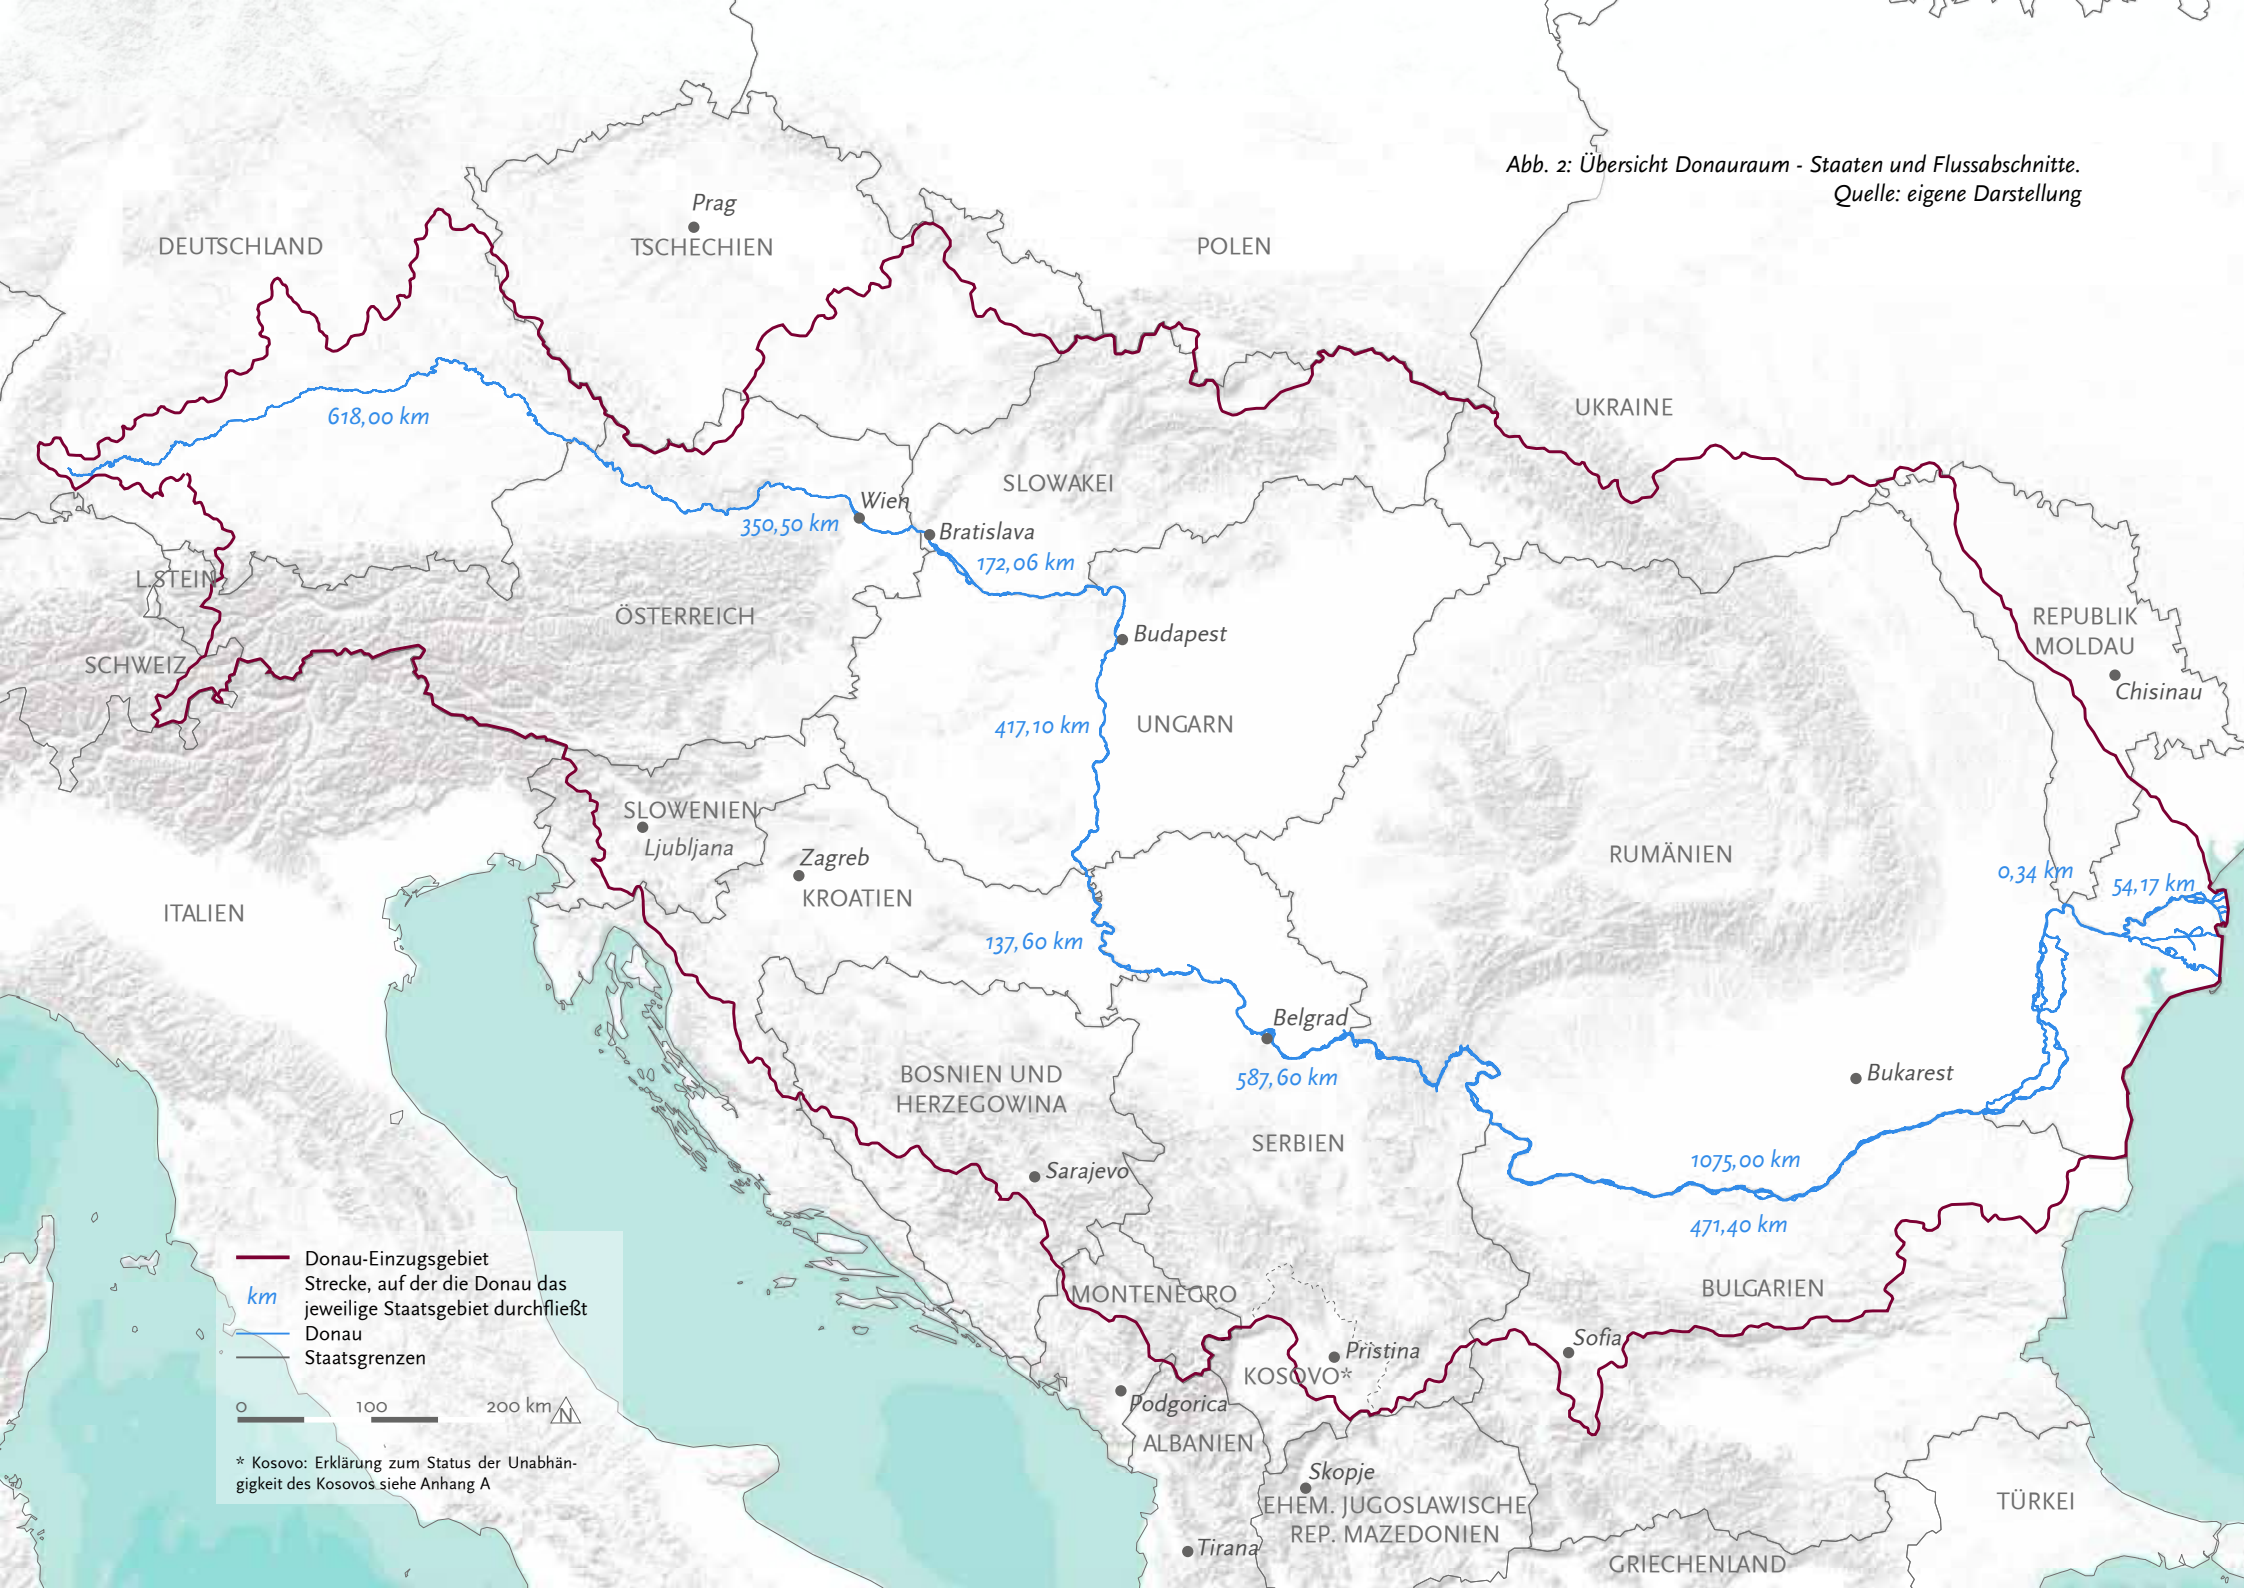 Abb. 2: Übersicht Donauraum - Staaten und Flussabschnitte.
Quelle: eigene Darstellung
Prag
DEUTSCHLAND
TSCHECHIEN
POLEN
UKRAINE
618,00 km
SLOWAKEI
Wien
350,50 km
Bratislava
172,06 km
L.STEIN
ÖSTERREICH
Budapest
REPUBLIK
MOLDAU
SCHWEIZ
Chisinau
417,10 km
UNGARN
SLOWENIEN
Ljubljana
Zagreb
KROATIEN
RUMÄNIEN
0,34 km
54,17 km
ITALIEN
137,60 km
Belgrad
587,60 km
Bukarest
BOSNIEN UND
HERZEGOWINA
SERBIEN
1075,00 km
Sarajevo
471,40 km
MONTENEGRO
BULGARIEN
Sofia
Pristina
KOSOVO*
Podgorica
ALBANIEN
Skopje
EHEM. JUGOSLAWISCHE
REP. MAZEDONIEN
TÜRKEI
Tirana
GRIECHENLAND
Donau-Einzugsgebiet
km Strecke, auf der die Donau das
jeweilige Staatsgebiet durchfließt
Donau
Staatsgrenzen
0 100 200 km N
* Kosovo: Erklärung zum Status der Unabhän-
gigkeit des Kosovos siehe Anhang A